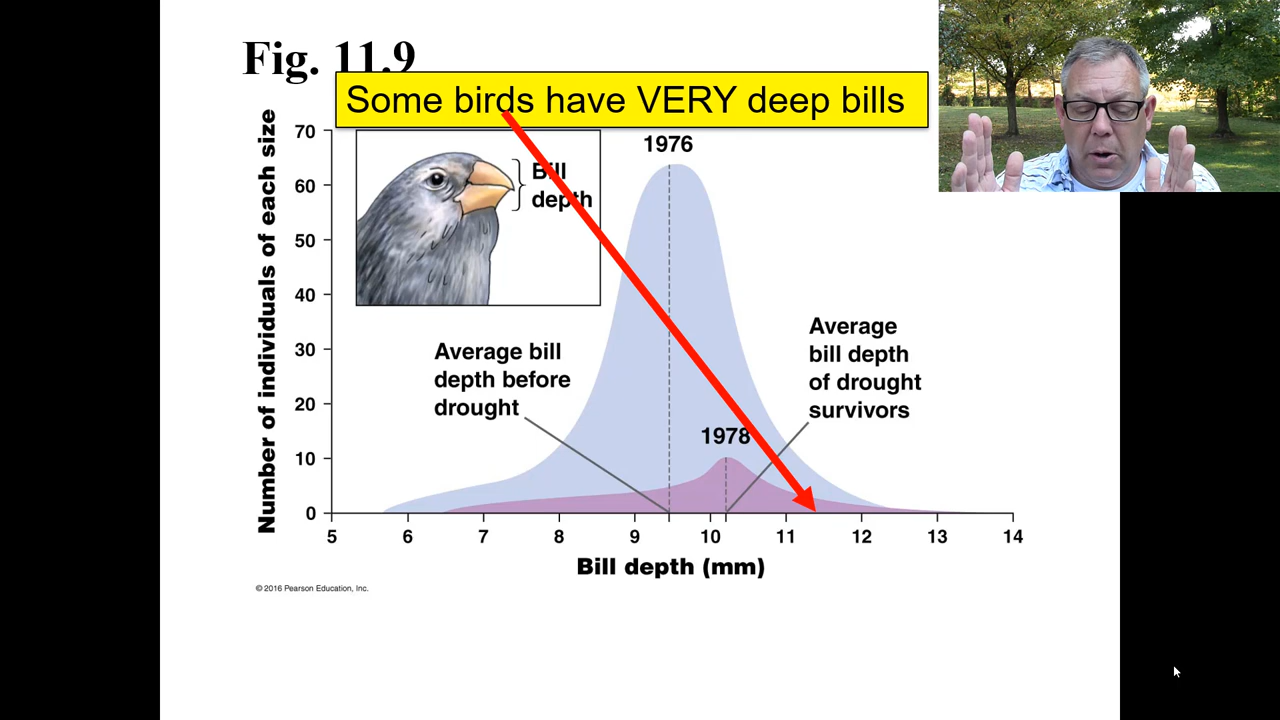 Fig. 11.9
Some birds have VERY deep bills
Number of individuals of each size
70
60
50
40
30
20
10
0
Bill
depth
1976
Average bill
depth before
drought
1978
Average
bill depth
of drought
survivors
5 6 7 8 9 10 11 12 13 14
Bill depth (mm)
© 2016 Pearson Education, Inc.